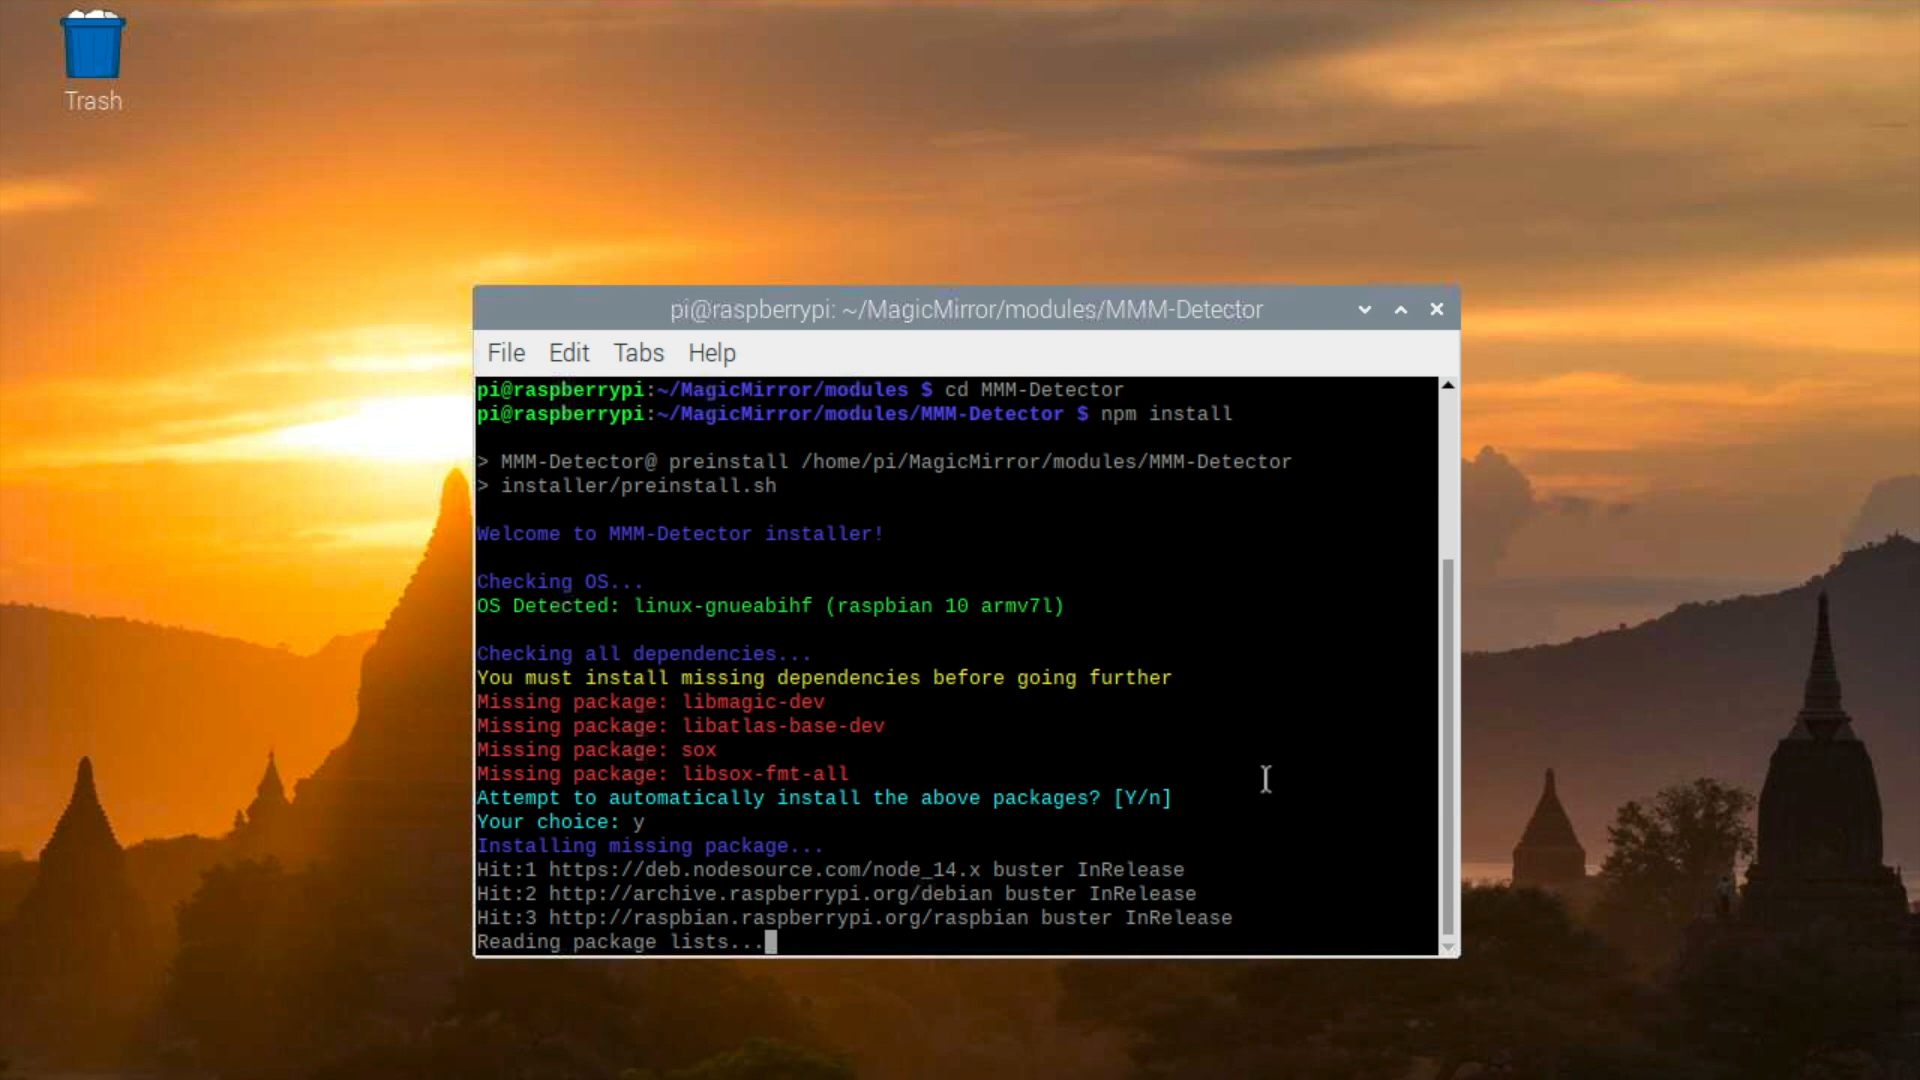 Trash
pi@raspberrypi: ~/MagicMirror/modules/MMM-Detector
File Edit Tabs Help
pi@raspberrypi:~/MagicMirror/modules $ cd MMM-Detector
pi@raspberrypi:~/MagicMirror/modules/MMM-Detector $ npm install
> MMM-Detector@ preinstall /home/pi/MagicMirror/modules/MMM-Detector
> installer/preinstall.sh
Welcome to MMM-Detector installer!
Checking OS...
OS Detected: linux-gnueabihf (raspbian 10 armv7l)
Checking all dependencies...
You must install missing dependencies before going further
Missing package: libmagic-dev
Missing package: libatlas-base-dev
Missing package: sox
Missing package: libsox-fmt-all
Attempt to automatically install the above packages? [Y/n]
Your choice: y
Installing missing package...
Hit:1 https://deb.nodesource.com/node_14.x buster InRelease
Hit:2 http://archive.raspberrypi.org/debian buster InRelease
Hit:3 http://raspbian.raspberrypi.org/raspbian buster InRelease
Reading package lists...